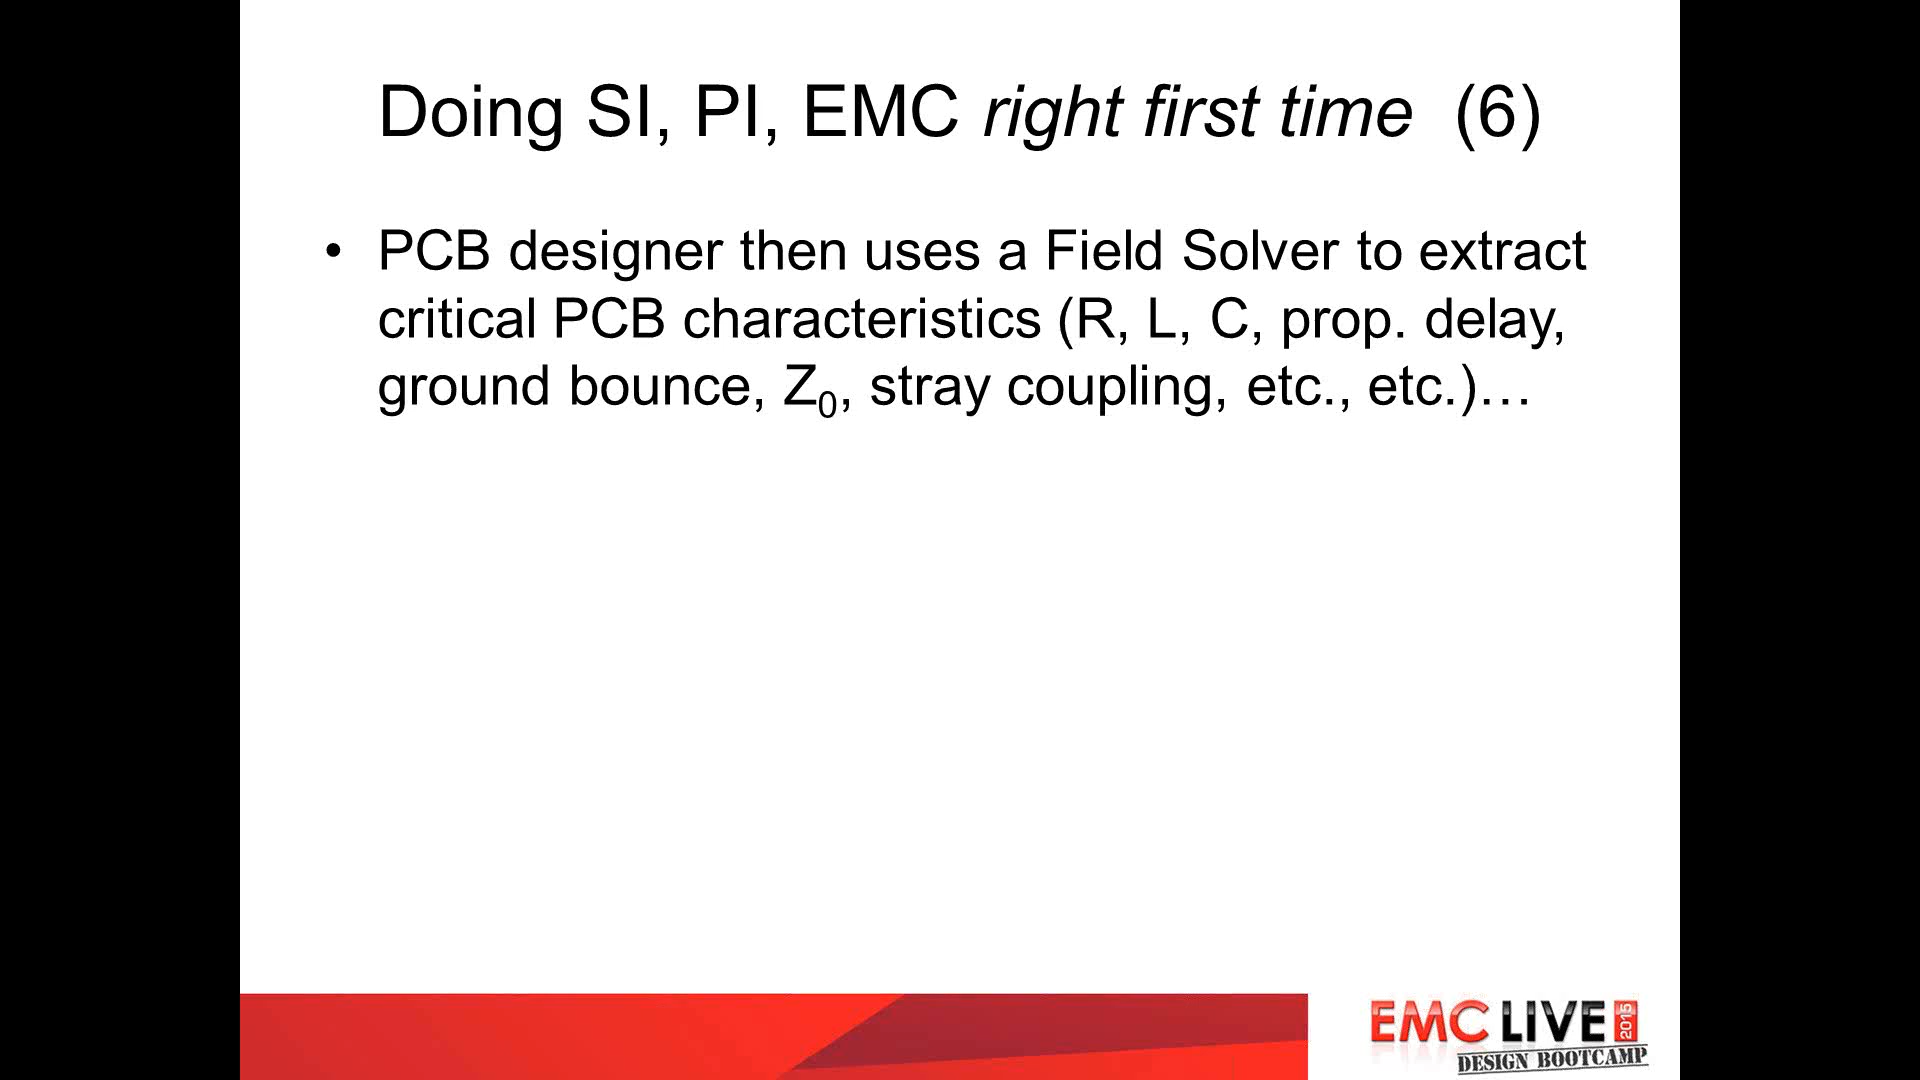 Doing SI, PI, EMC right first time (6)
• PCB designer then uses a Field Solver to extract
critical PCB characteristics (R, L, C, prop. delay,
ground bounce, Z0, stray coupling, etc., etc.)…
EMC LIVE 2015
DESIGN BOOTCAMP